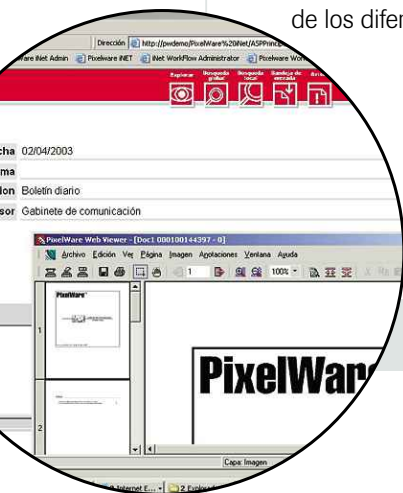 de los difer
Dirección http://pwdemo/PixelWare%20iNet/ASPPrincip
ware iNet Admin Pixelware iNET iNet WorkFlow Administrator Pixelware Wor
Explorar Búsqueda global Búsqueda local Bandeja de entrada
cha 02/04/2003
ma
ion Boletín diario
sor Gabinete de comunicación
PixelWare Web Viewer - [Doc1 000100144397 - 0]
Archivo Edición Ver Página Imagen Anotaciones Ventana Ayuda
1 100%
PixelWare
1
2
PixelWar
Capa: Imagen
Internet E... 2 Explorad